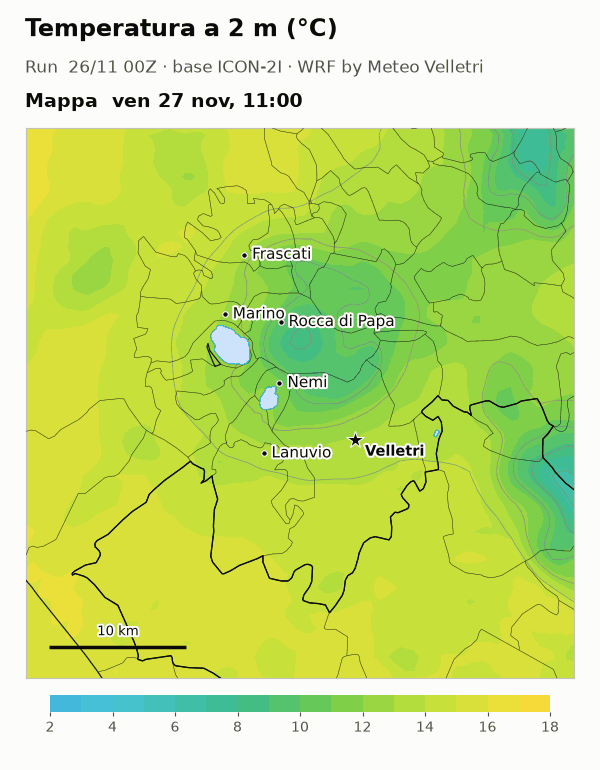 Temperatura a 2 m (°C)
Run  26/11 00Z · base ICON-2I · WRF by Meteo Velletri
Mappa  ven 27 nov, 11:00
Frascati
Marino
Rocca di Papa
Nemi
Velletri
Lanuvio
10 km
2 4 6 8 10 12 14 16 18